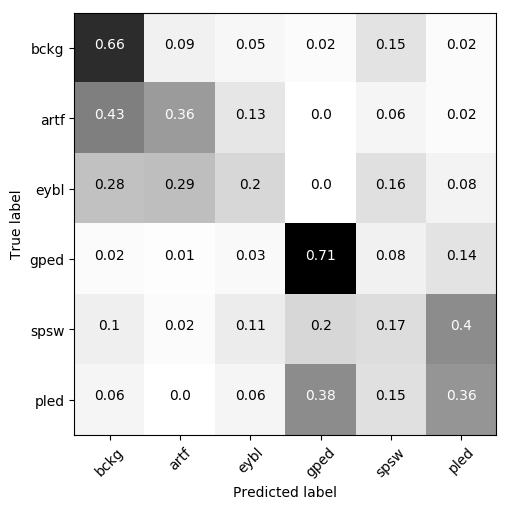 bckg 0.66 0.09 0.05 0.02 0.15 0.02
artf 0.43 0.36 0.13 0.0 0.06 0.02
eybl 0.28 0.29 0.2 0.0 0.16 0.08
gped 0.02 0.01 0.03 0.71 0.08 0.14
spsw 0.1 0.02 0.11 0.2 0.17 0.4
pled 0.06 0.0 0.06 0.38 0.15 0.36
True label
bckg artf eybl gped spsw pled
Predicted label